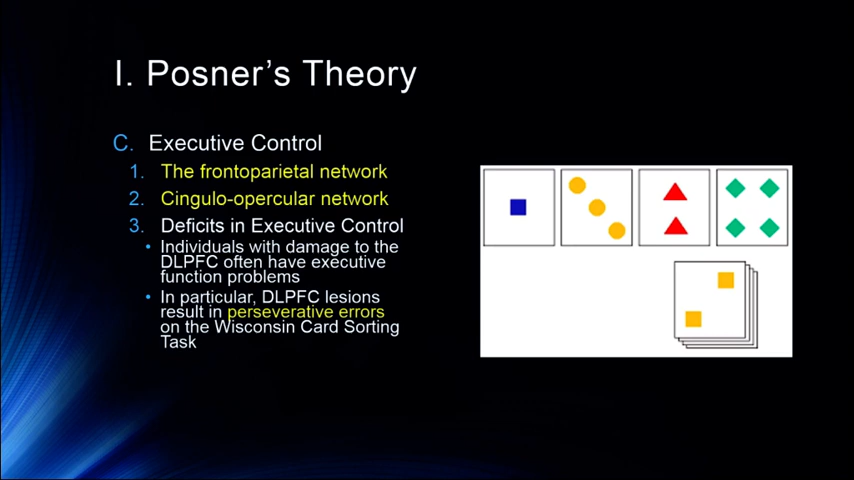 I. Posner’s Theory
C. Executive Control
1. The frontoparietal network
2. Cingulo-opercular network
3. Deficits in Executive Control
• Individuals with damage to the
DLPFC often have executive
function problems
• In particular, DLPFC lesions
result in perseverative errors
on the Wisconsin Card Sorting
Task